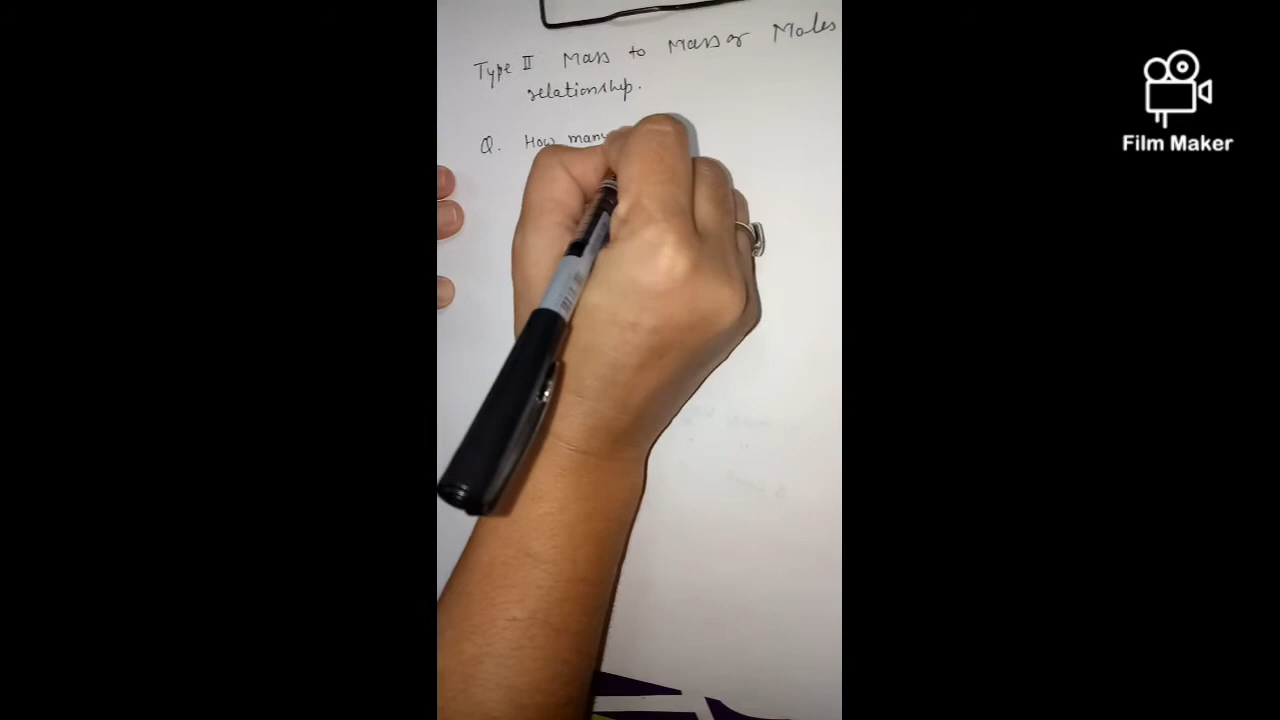 Type II Mass to Mass or Moles
relationship.
Q. How many
Film Maker